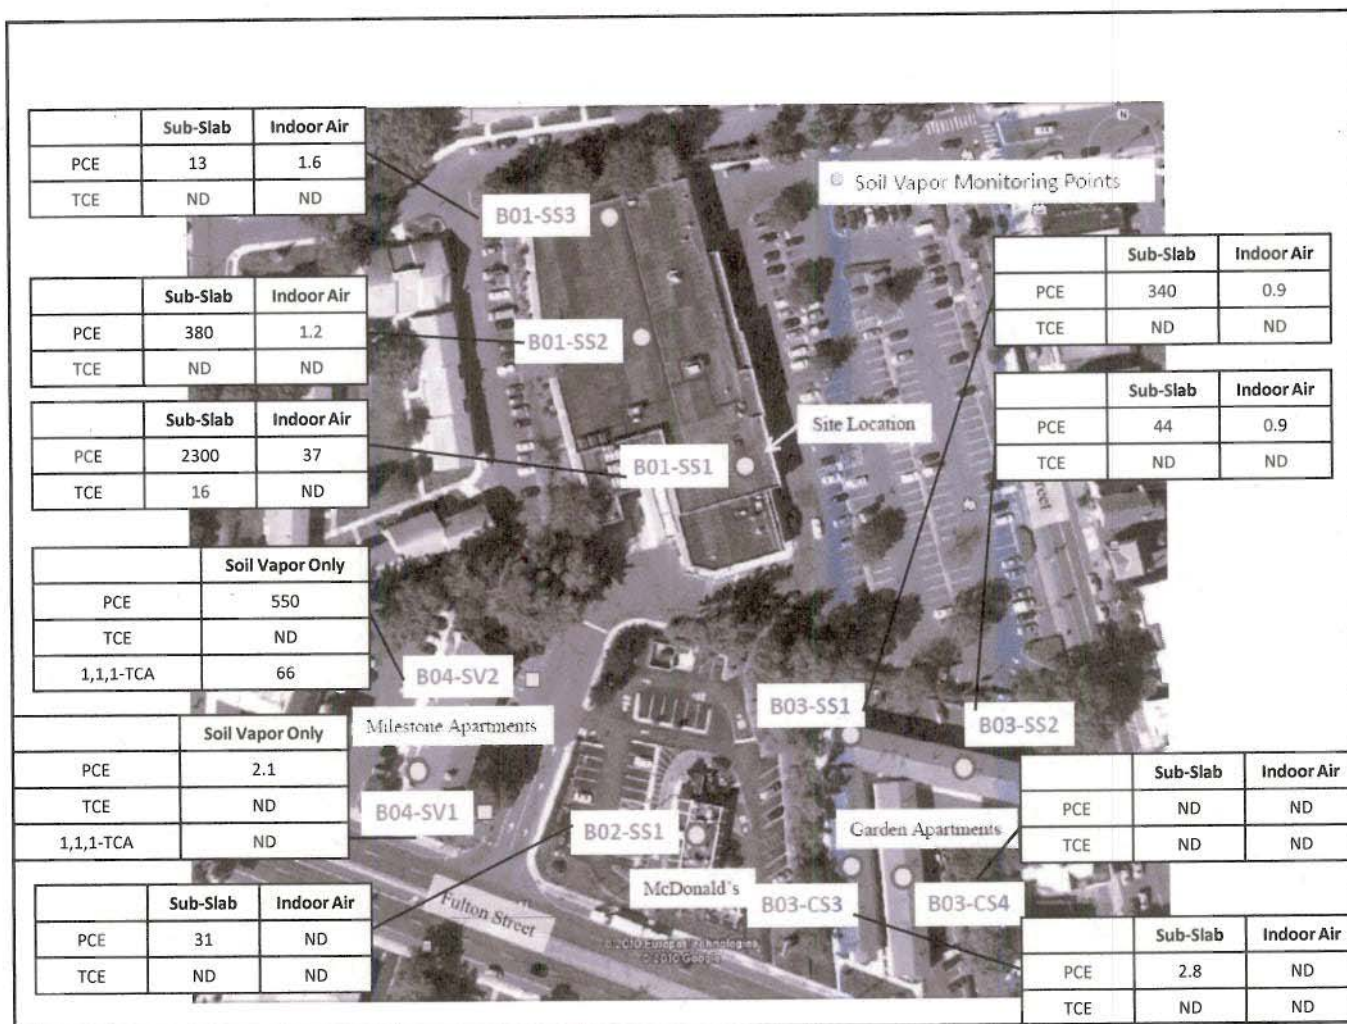 Sub-Slab Indoor Air
PCE 13 1.6
TCE ND ND
B01-SS3
N
Soil Vapor Monitoring Points
Sub-Slab Indoor Air
PCE 340 0.9
TCE ND ND
Sub-Slab Indoor Air
PCE 380 1.2
TCE ND ND
B01-SS2
Sub-Slab Indoor Air
PCE 44 0.9
TCE ND ND
Sub-Slab Indoor Air
PCE 2300 37
TCE 16 ND
Site Location
B01-SS1
Street
Soil Vapor Only
PCE 550
TCE ND
1,1,1-TCA 66
B04-SV2
B03-SS1
B03-SS2
Milestone Apartments
Soil Vapor Only
PCE 2.1
TCE ND
1,1,1-TCA ND
B04-SV1
B02-SS1
Garden Apartments
Sub-Slab Indoor Air
PCE ND ND
TCE ND ND
McDonald's
B03-CS3
B03-CS4
Fulton Street
Sub-Slab Indoor Air
PCE 31 ND
TCE ND ND
© 2010 Europa Technologies
© 2010 Google
Sub-Slab Indoor Air
PCE 2.8 ND
TCE ND ND